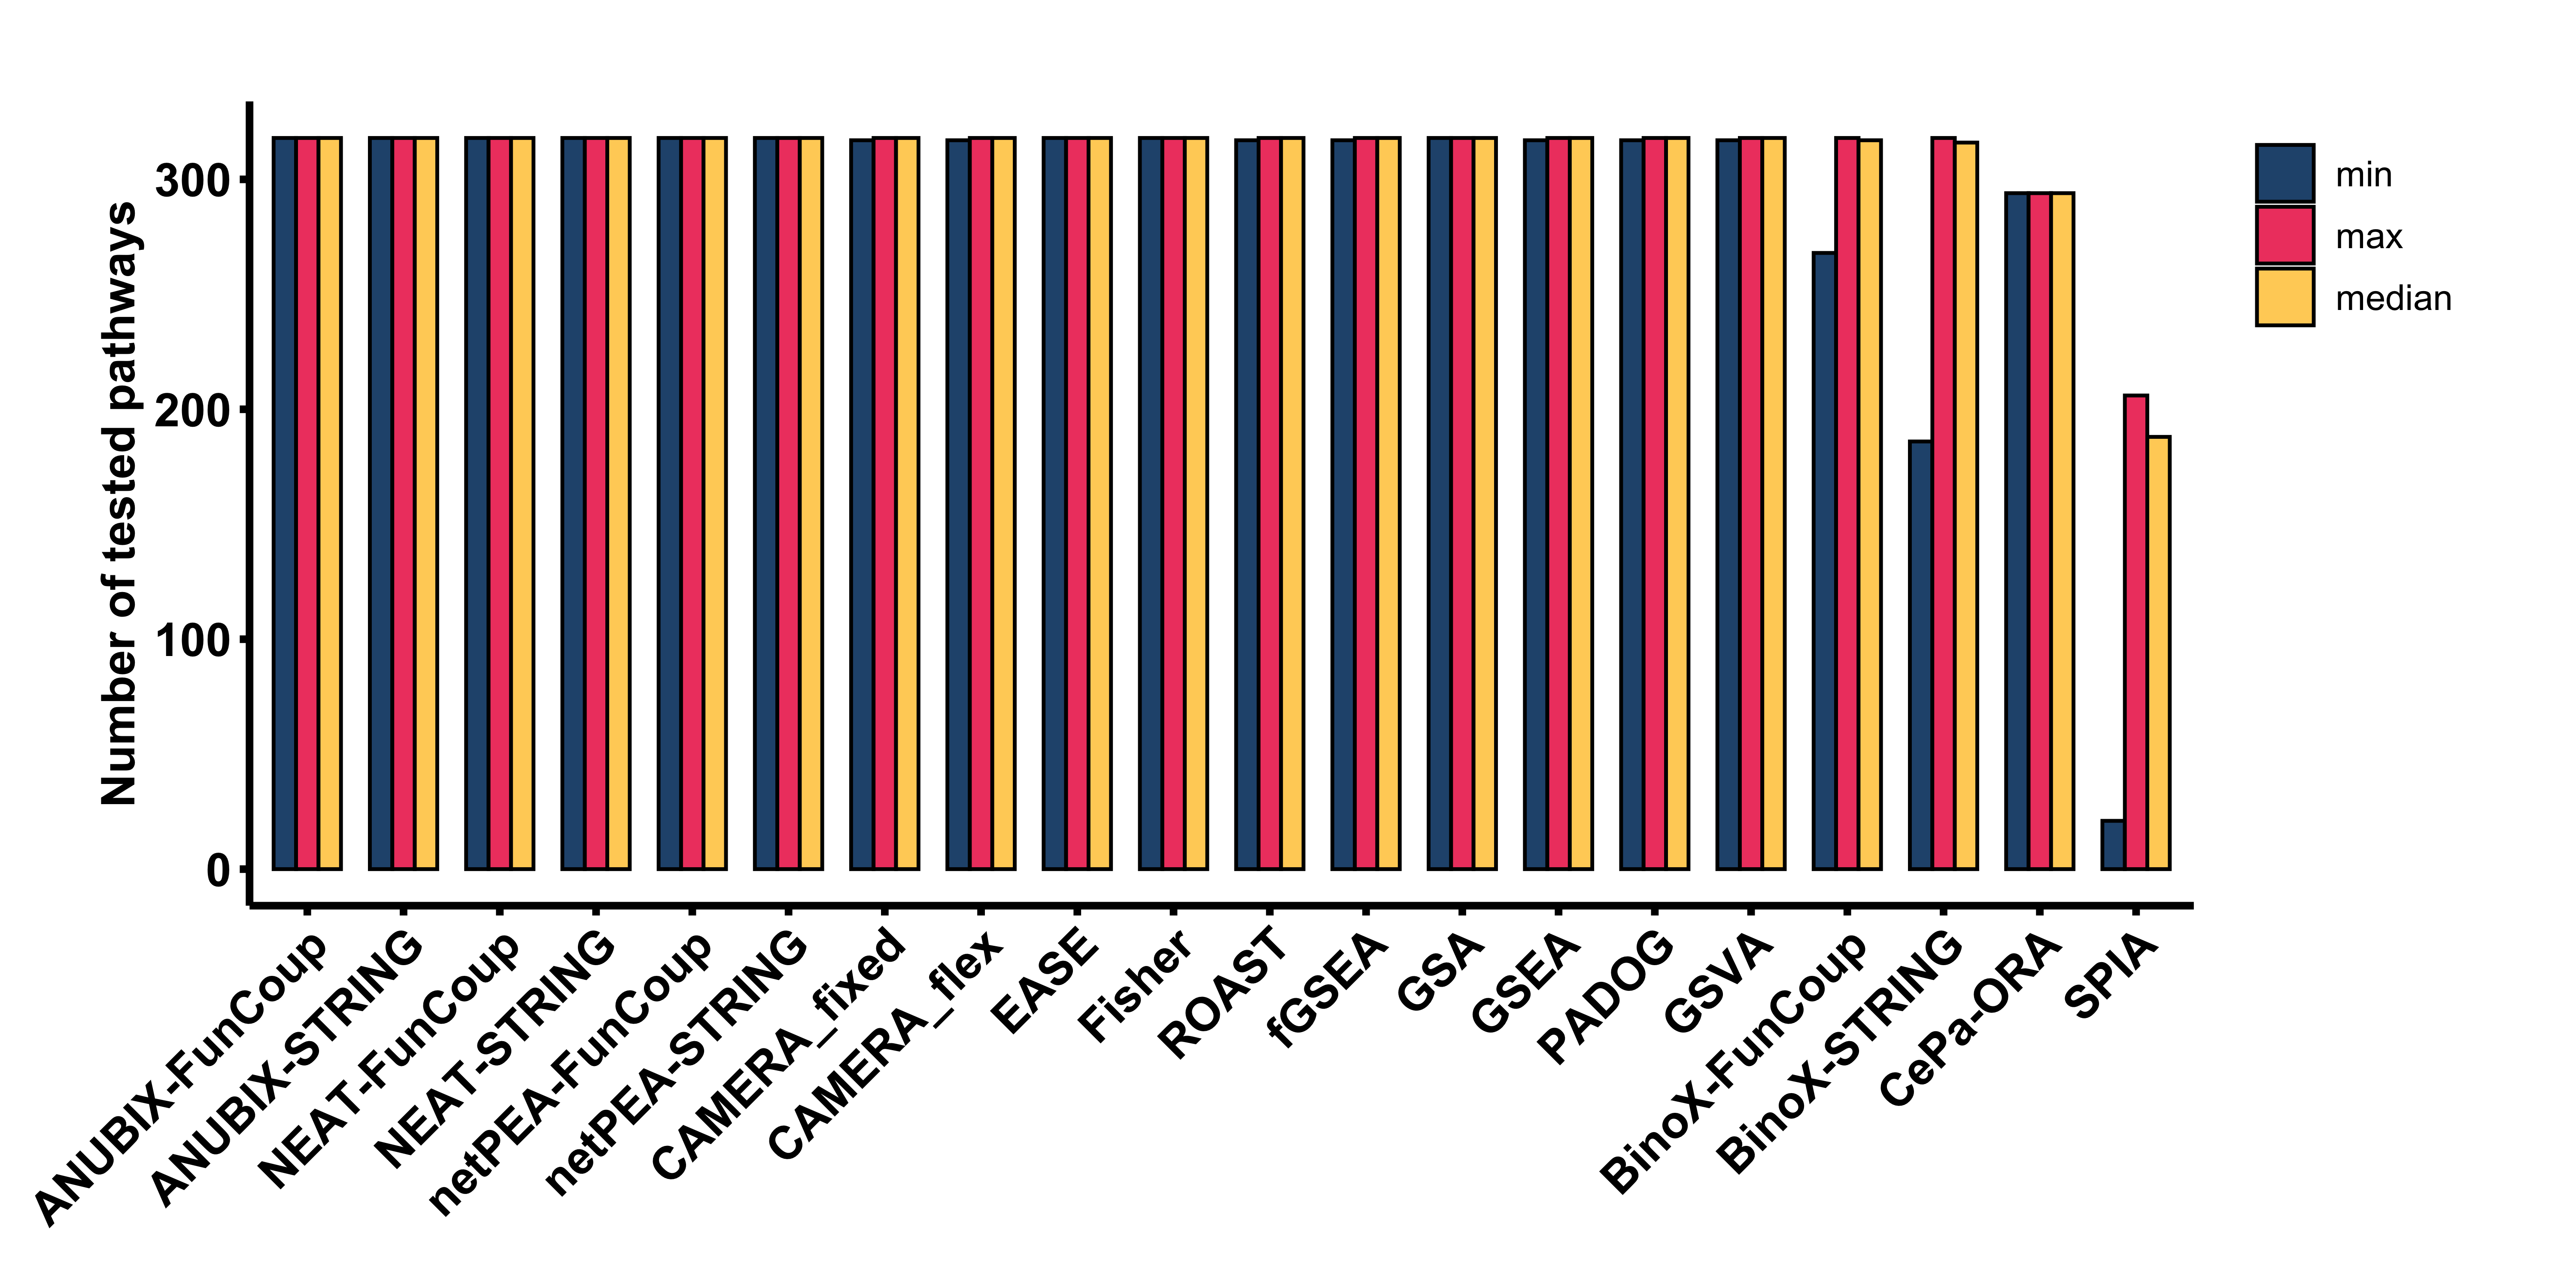 Number of tested pathways
300
200
100
0
ANUBIX-FunCoup
ANUBIX-STRING
NEAT-FunCoup
NEAT-STRING
netPEA-FunCoup
netPEA-STRING
CAMERA_fixed
CAMERA_flex
EASE
Fisher
ROAST
fGSEA
GSA
GSEA
PADOG
GSVA
BinoX-FunCoup
BinoX-STRING
CePa-ORA
SPIA
min
max
median